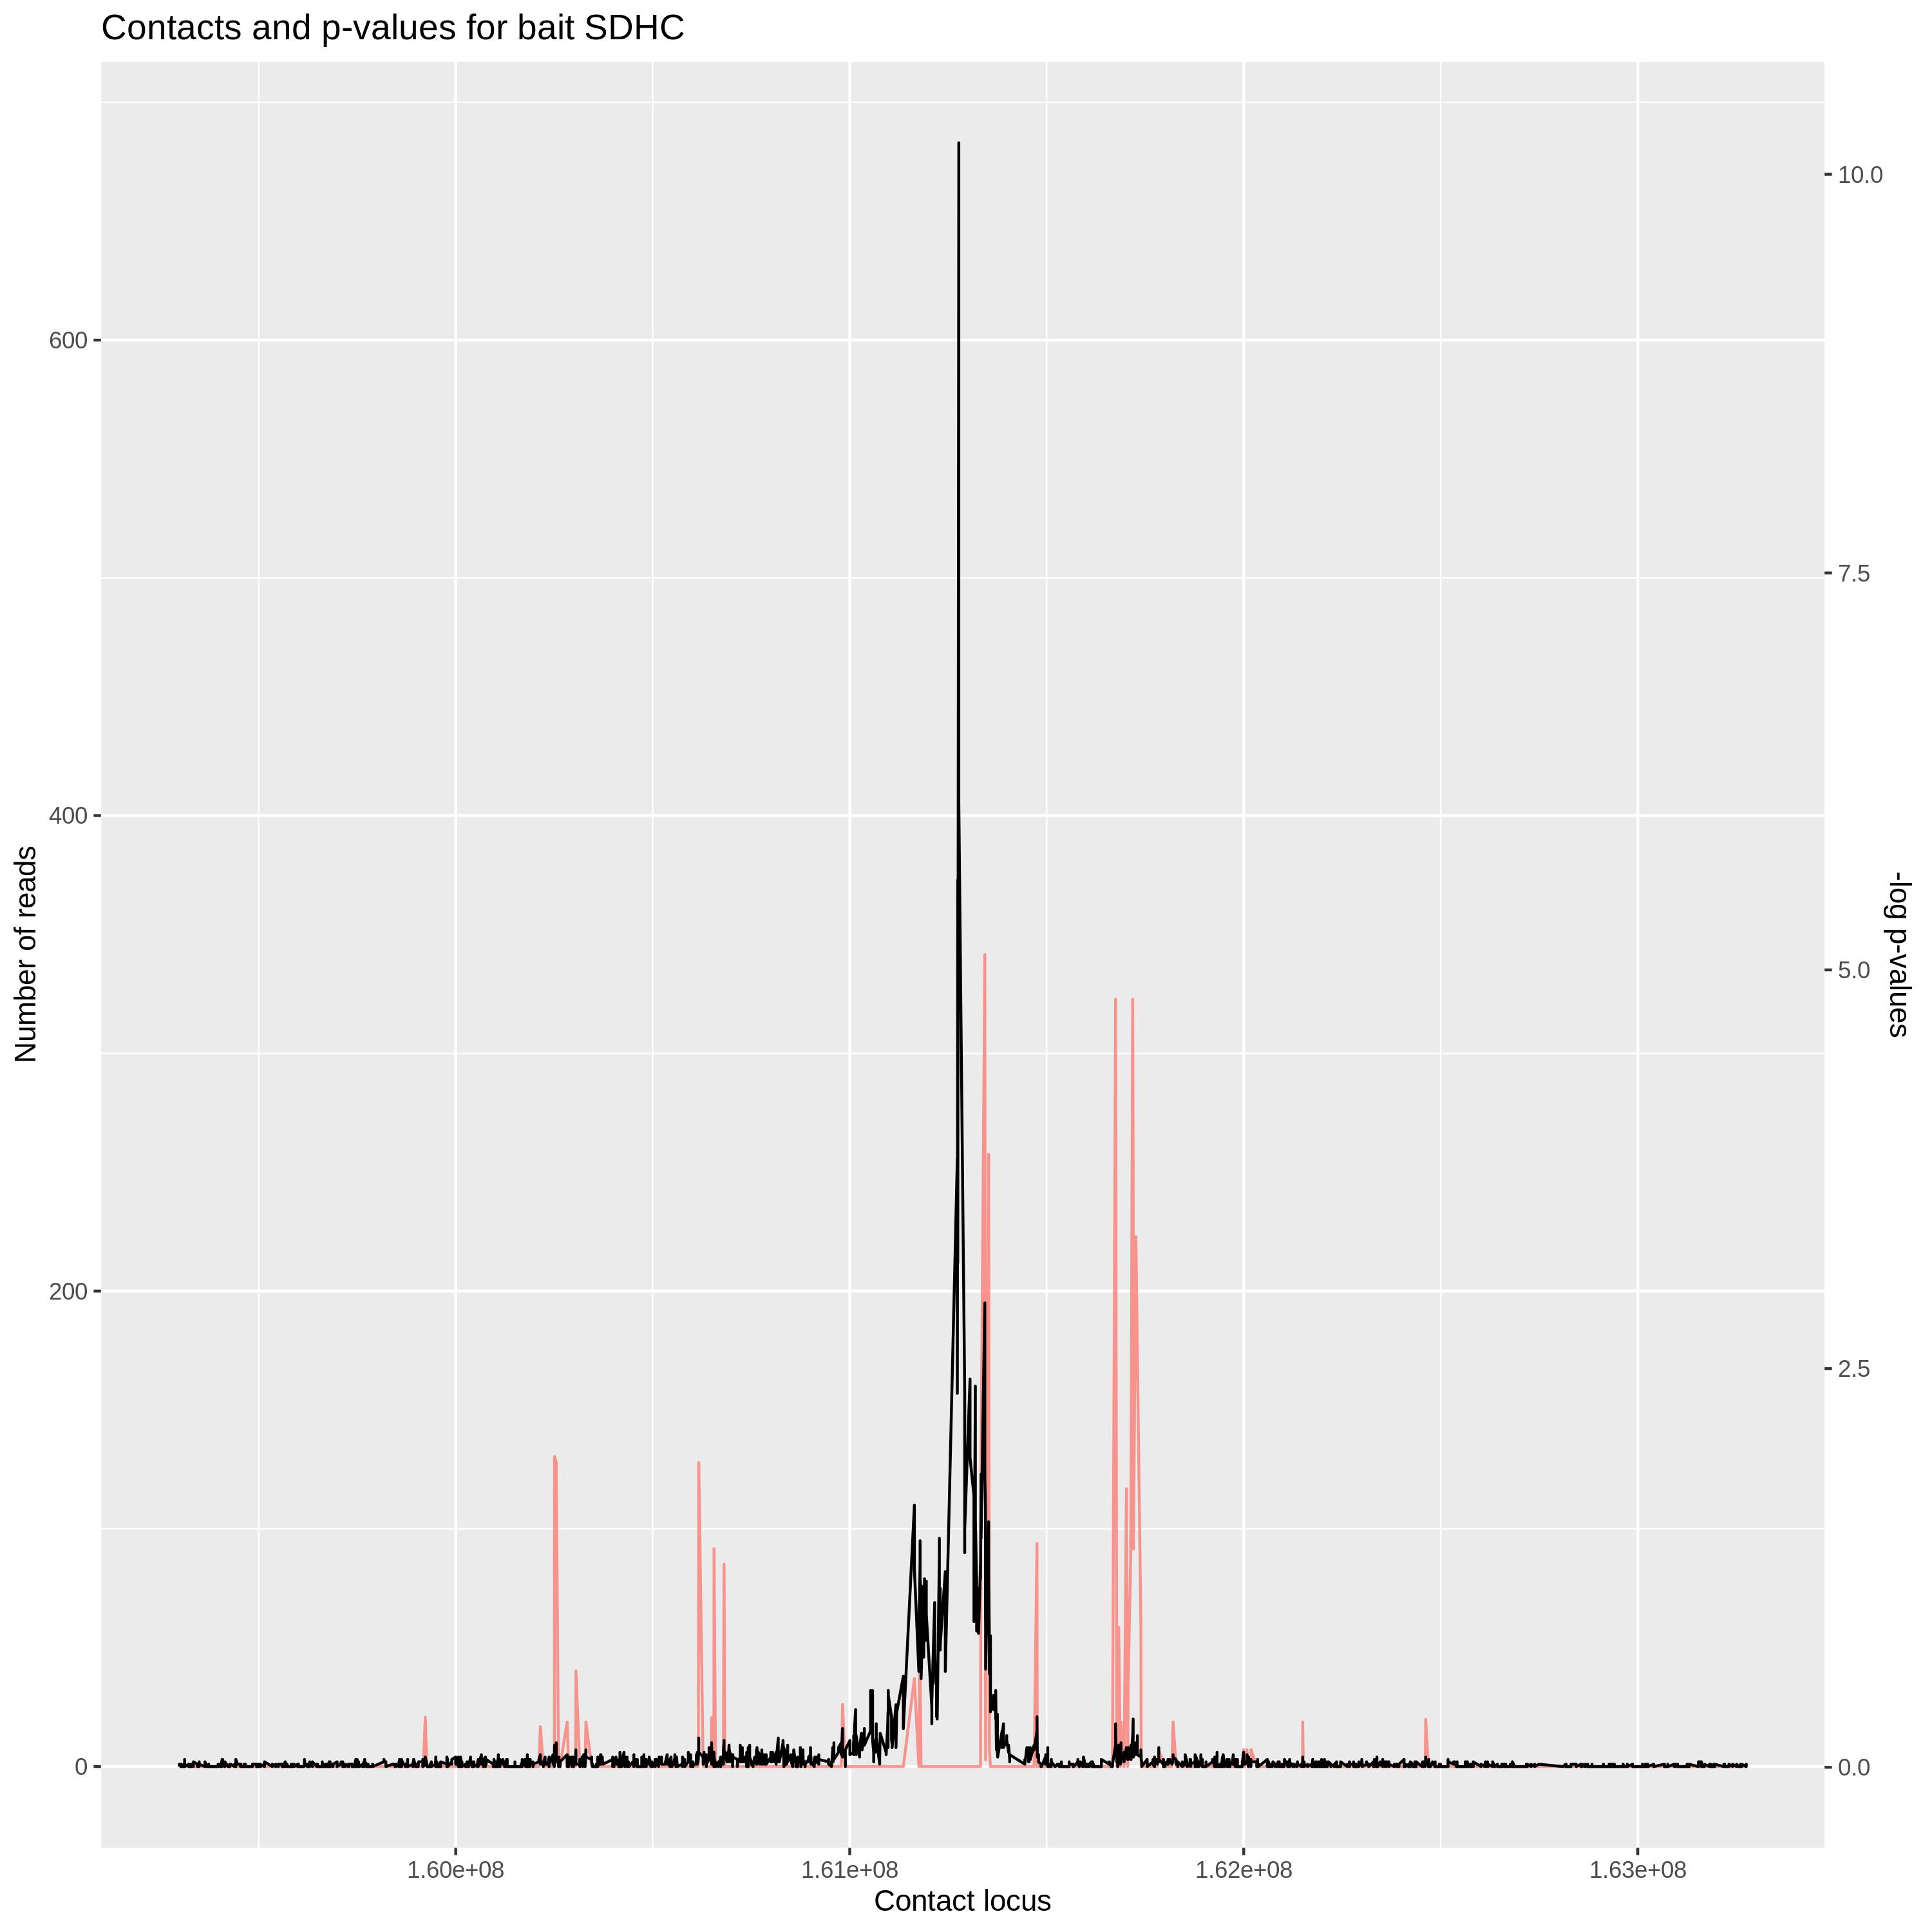 Contacts and p-values for bait SDHC
Number of reads
600
400
200
0
10.0
7.5
5.0
2.5
0.0
-log p-values
1.60e+08
1.61e+08
1.62e+08
1.63e+08
Contact locus